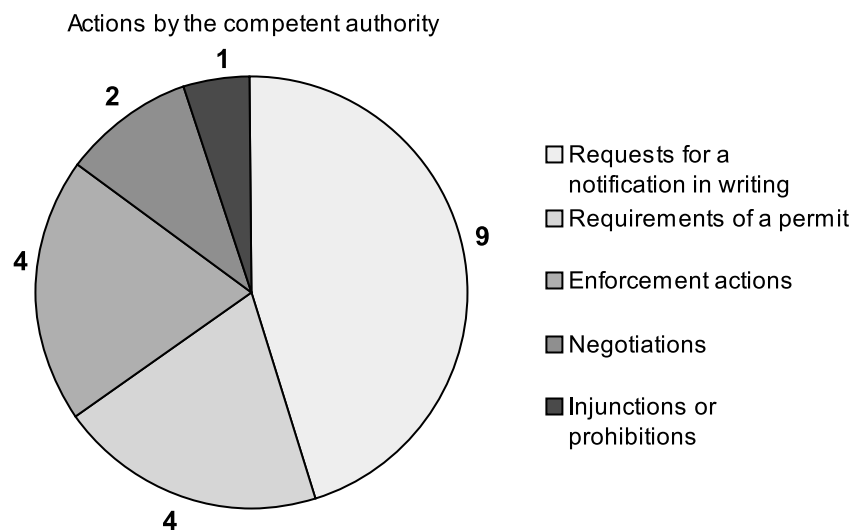 Actions by the competent authority
1
2
9
4
4
Requests for a
notification in writing
Requirements of a permit
Enforcement actions
Negotiations
Injunctions or
prohibitions